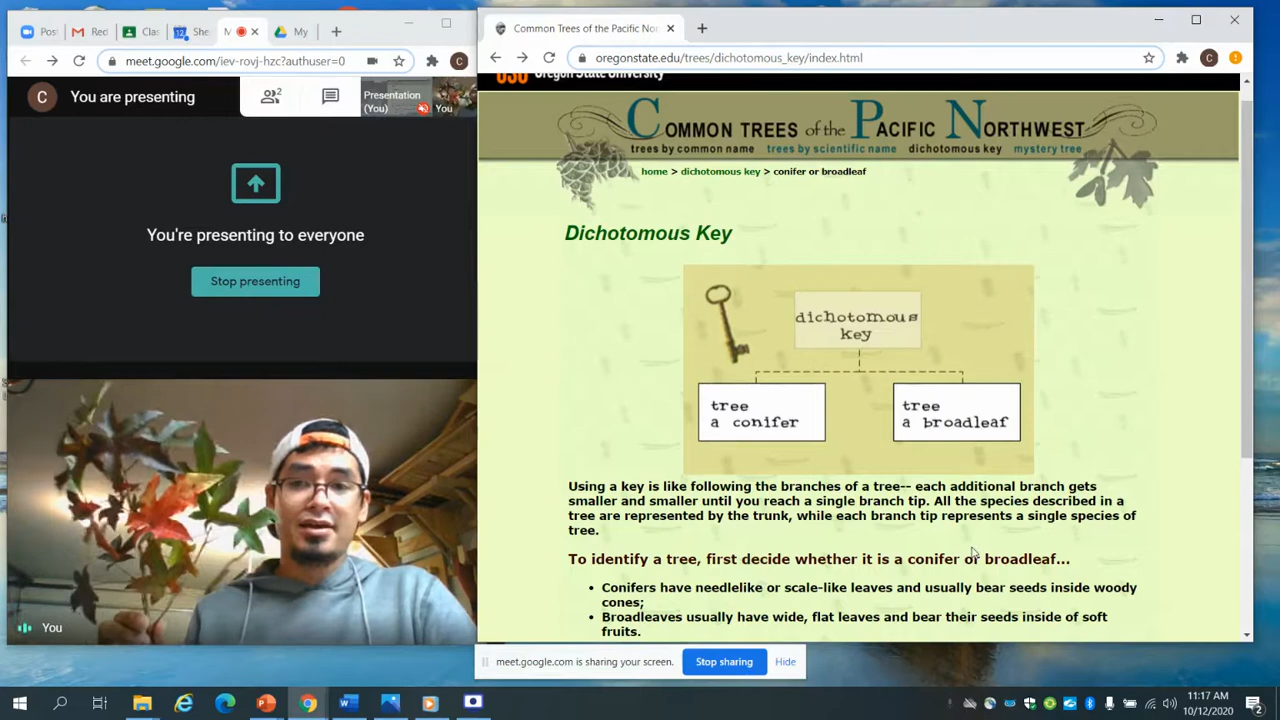 Pos
Red
Clas
She
M
My
meet.google.com/iev-rovj-hzc?authuser=0
C
You are presenting
2
Presentation
(You)
You
You're presenting to everyone
Stop presenting
You
Common Trees of the Pacific No
oregonstate.edu/trees/dichotomous_key/index.html
C
OSU Oregon State University
COMMON TREES of the PACIFIC NORTHWEST
trees by common name trees by scientific name dichotomous key mystery tree
home > dichotomous key > conifer or broadleaf
Dichotomous Key
dichotomous
key
tree
a conifer
tree
a broadleaf
Using a key is like following the branches of a tree-- each additional branch gets
smaller and smaller until you reach a single branch tip. All the species described in a
tree are represented by the trunk, while each branch tip represents a single species of
tree.
To identify a tree, first decide whether it is a conifer or broadleaf...
• Conifers have needlelike or scale-like leaves and usually bear seeds inside woody
cones;
• Broadleaves usually have wide, flat leaves and bear their seeds inside of soft
fruits.
meet.google.com is sharing your screen.
Stop sharing
Hide
11:17 AM
10/12/2020
2